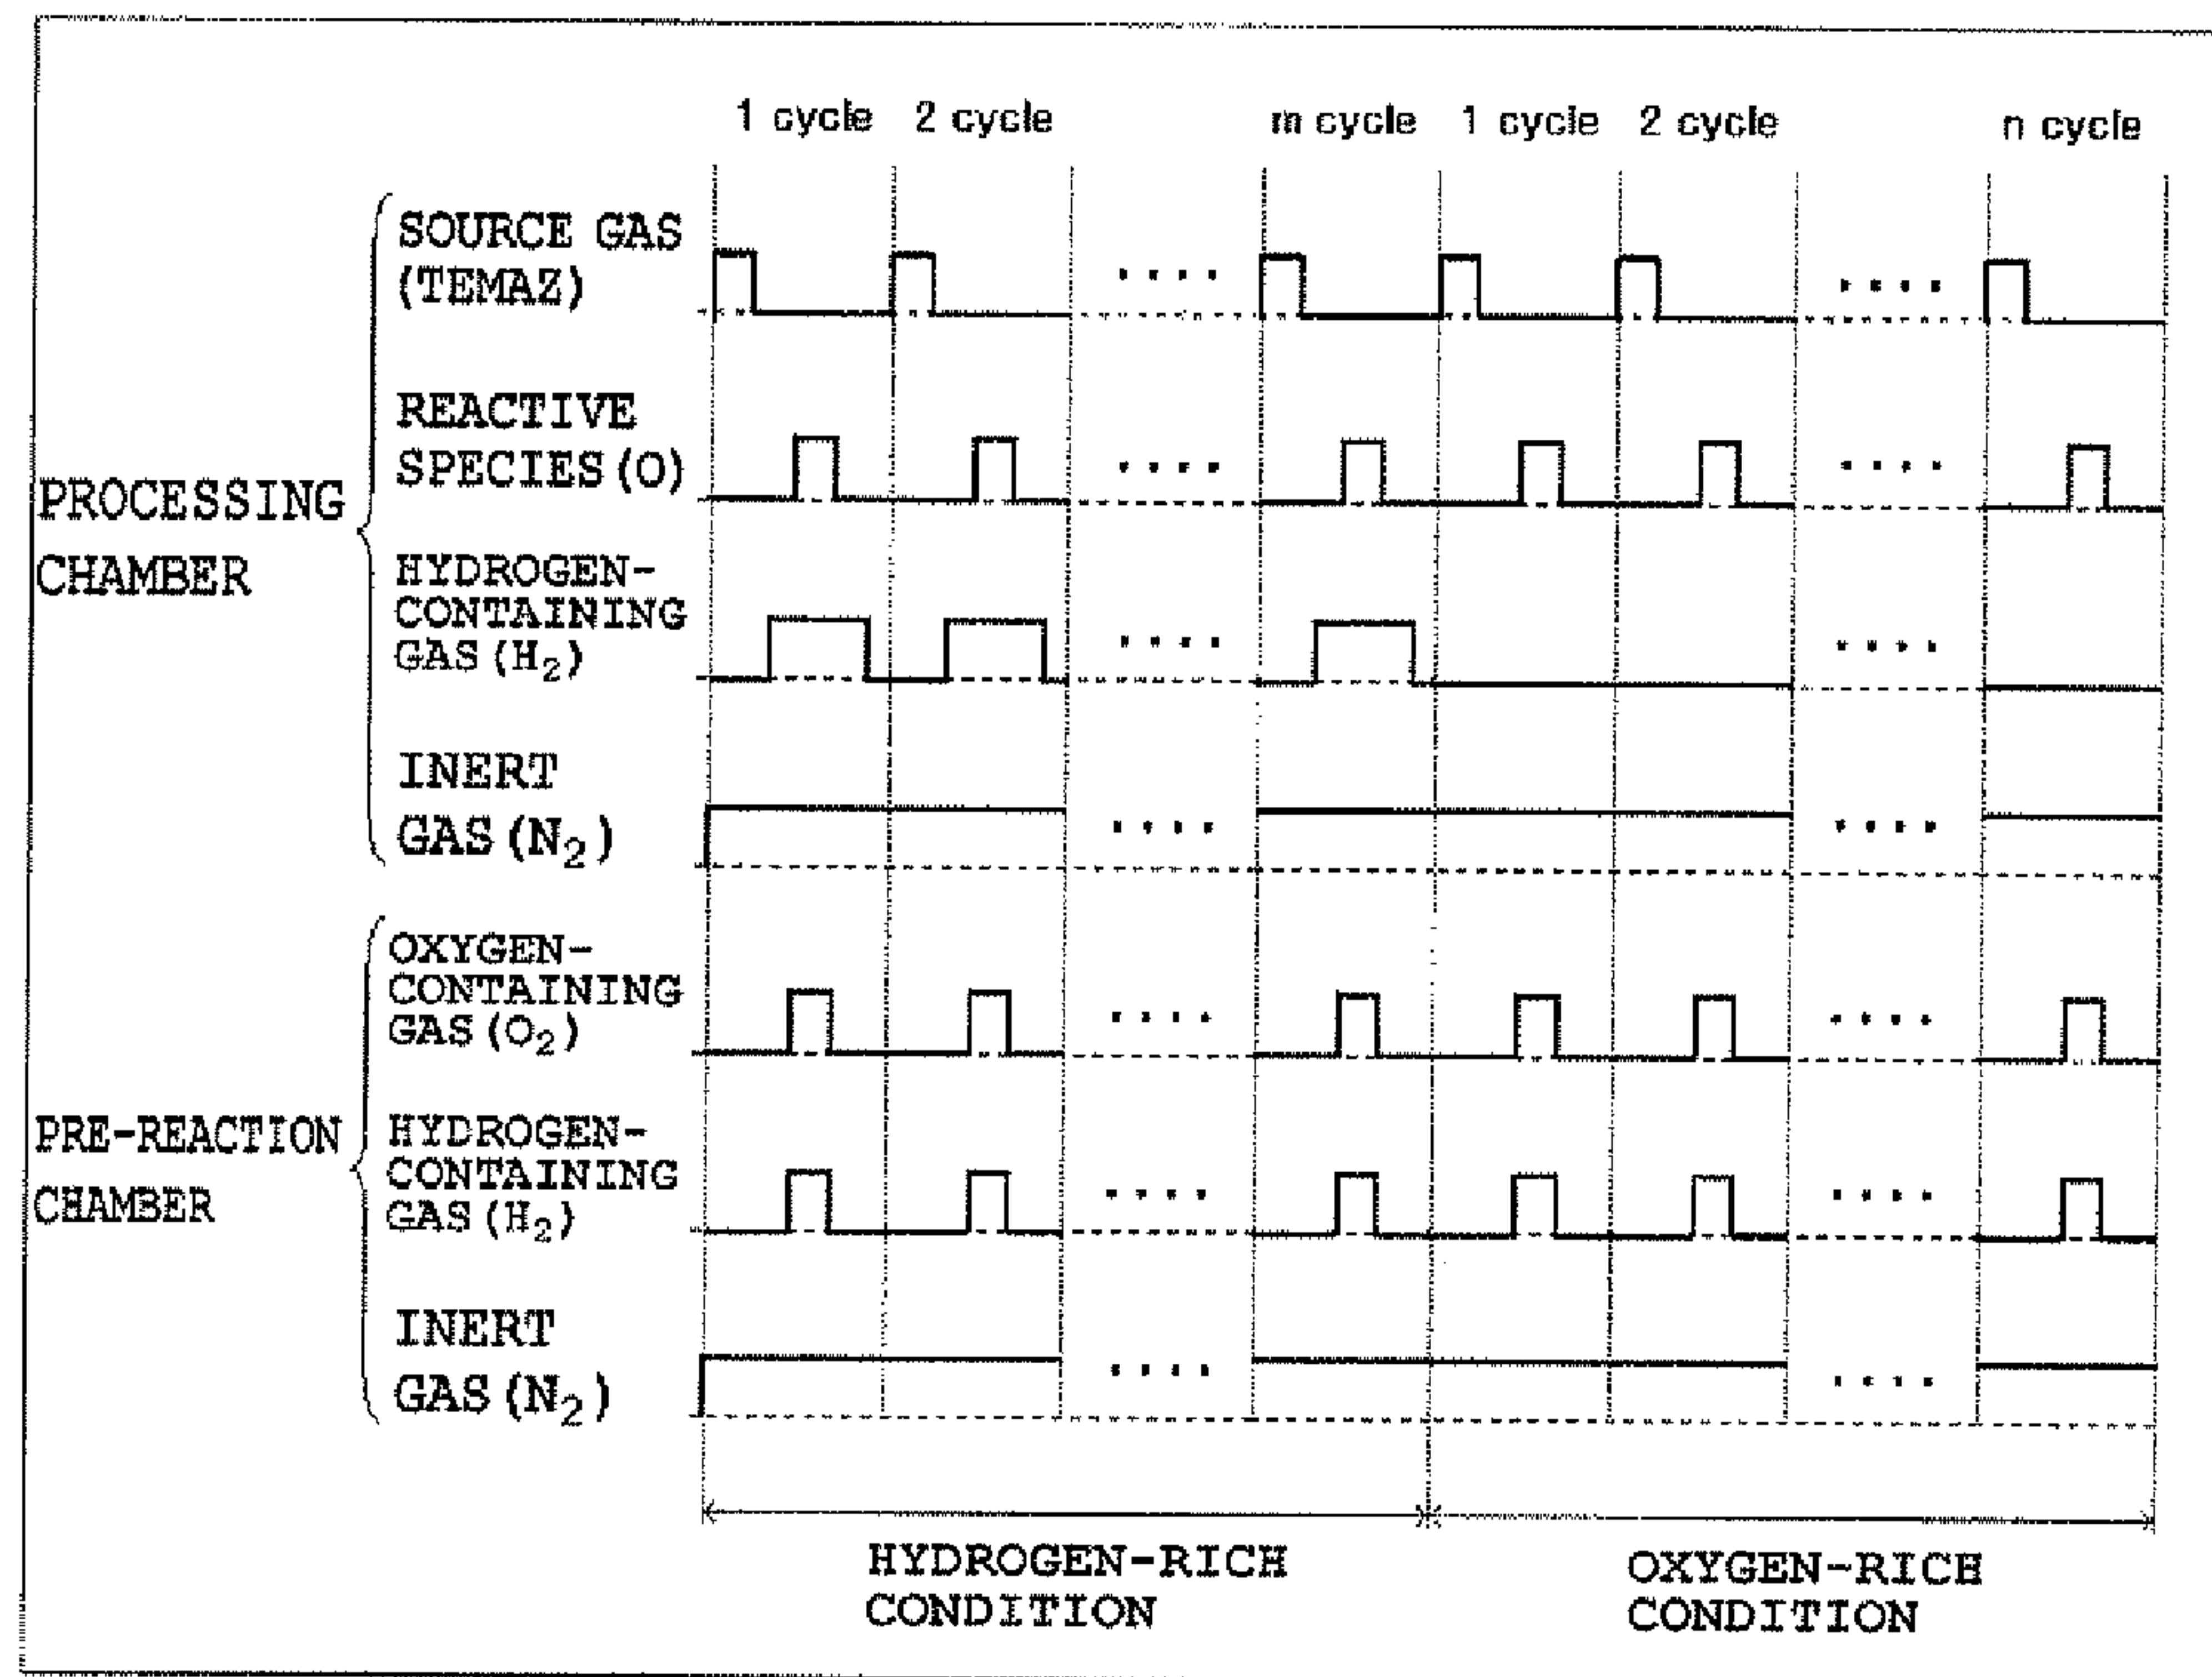 1 cycle 2 cycle m cycle 1 cycle 2 cycle n cycle
SOURCE GAS
(TEMAZ)
REACTIVE
SPECIES (O)
PROCESSING
CHAMBER
HYDROGEN-
CONTAINING
GAS (H₂)
INERT
GAS (N₂)
OXYGEN-
CONTAINING
GAS (O₂)
PRE-REACTION
CHAMBER
HYDROGEN-
CONTAINING
GAS (H₂)
INERT
GAS (N₂)
HYDROGEN-RICH
CONDITION
OXYGEN-RICH
CONDITION